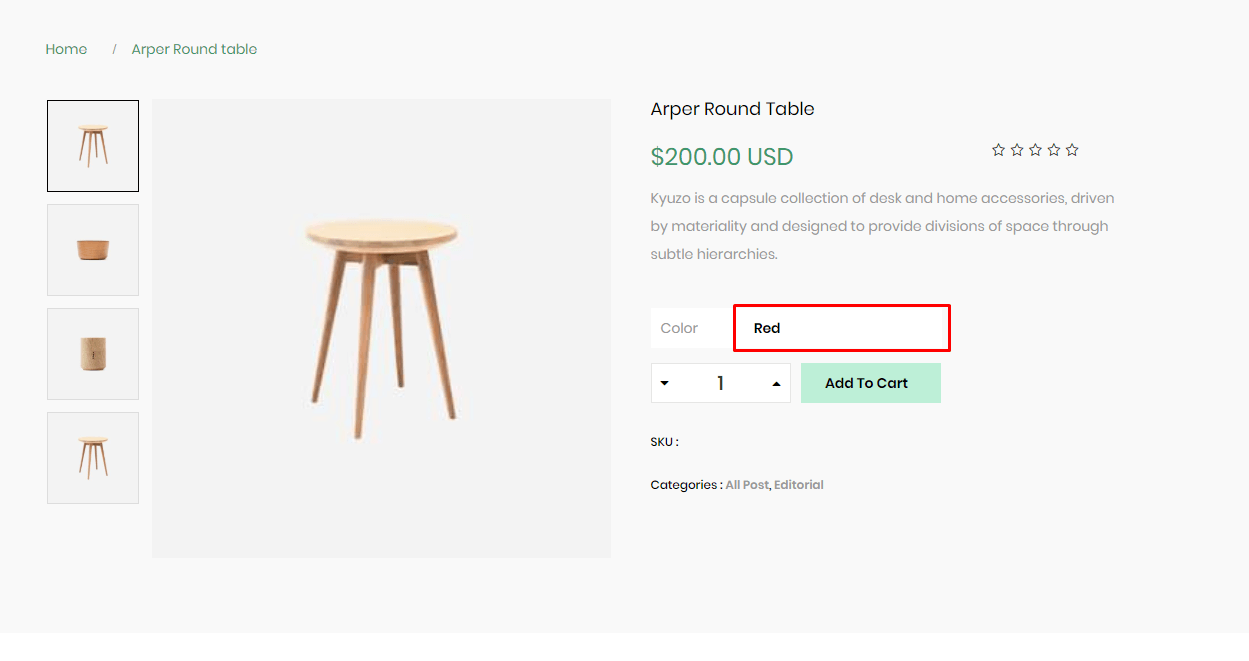 Home / Arper Round table
Arper Round Table
$200.00 USD
Kyuzo is a capsule collection of desk and home accessories, driven
by materiality and designed to provide divisions of space through
subtle hierarchies.
Color Red
1 Add To Cart
SKU :
Categories : All Post, Editorial